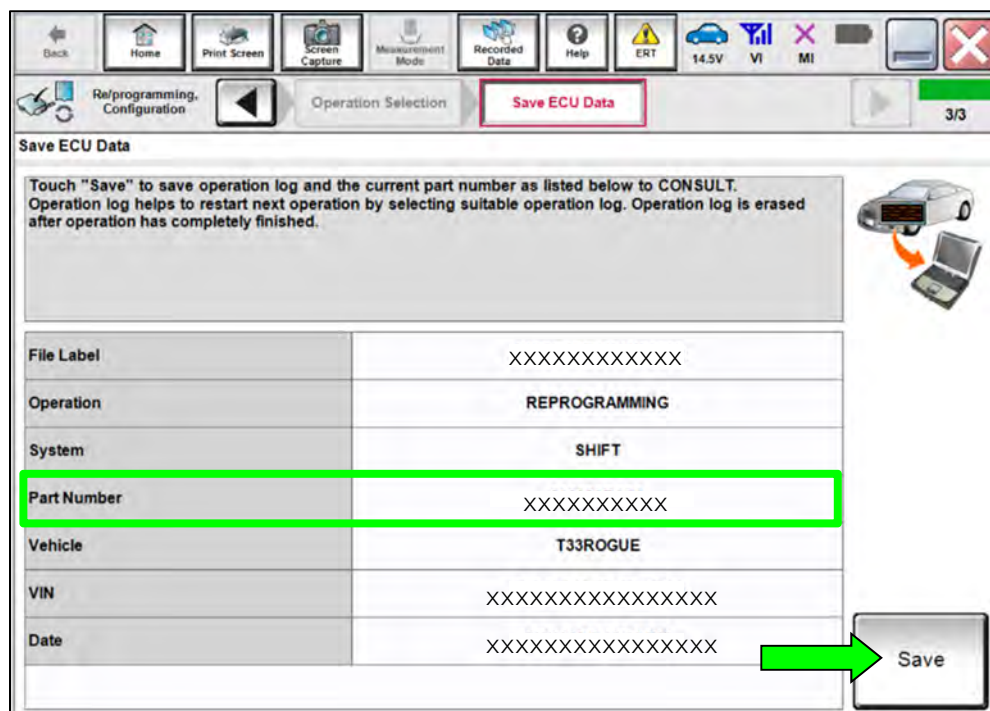 Back
Home
Print Screen
Screen
Capture
Measurement
Mode
Recorded
Data
Help
ERT
14.5V
VI
MI
Re/programming,
Configuration
Operation Selection
Save ECU Data
3/3
Save ECU Data
Touch "Save" to save operation log and the current part number as listed below to CONSULT.
Operation log helps to restart next operation by selecting suitable operation log. Operation log is erased
after operation has completely finished.
File Label XXXXXXXXXXXX
Operation REPROGRAMMING
System SHIFT
Part Number XXXXXXXXXX
Vehicle T33ROGUE
VIN XXXXXXXXXXXXXXXX
Date XXXXXXXXXXXXXXXX
Save